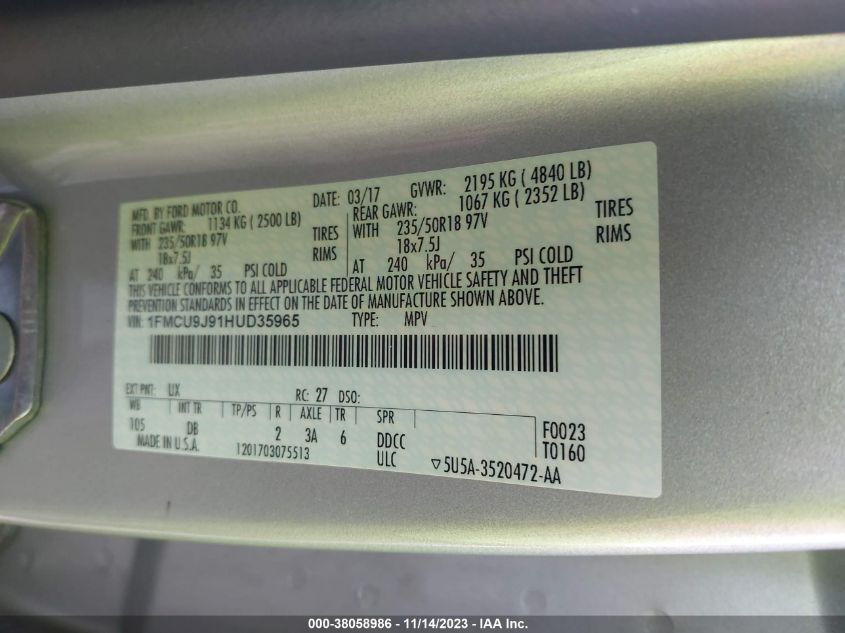 MFD. BY FORD MOTOR CO. DATE: 03/17 GVWR: 2195 KG ( 4840 LB)
FRONT GAWR: 1134 KG ( 2500 LB) REAR GAWR: 1067 KG ( 2352 LB)
WITH 235/50R18 97V TIRES WITH 235/50R18 97V TIRES
18x7.5J RIMS 18x7.5J RIMS
AT 240 kPa/ 35 PSI COLD AT 240 kPa/ 35 PSI COLD
THIS VEHICLE CONFORMS TO ALL APPLICABLE FEDERAL MOTOR VEHICLE SAFETY AND THEFT
PREVENTION STANDARDS IN EFFECT ON THE DATE OF MANUFACTURE SHOWN ABOVE.
VIN: 1FMCU9J91HUD35965 TYPE: MPV
EXT PNT: UX RC: 27 DSO:
WB INT TR TP/PS R AXLE TR SPR
105 DB 2 3A 6 DDCC F0023
MADE IN U.S.A. 1201703075513 ULC T0160
▽5U5A-3520472-AA
000-38058986 - 11/14/2023 - IAA Inc.